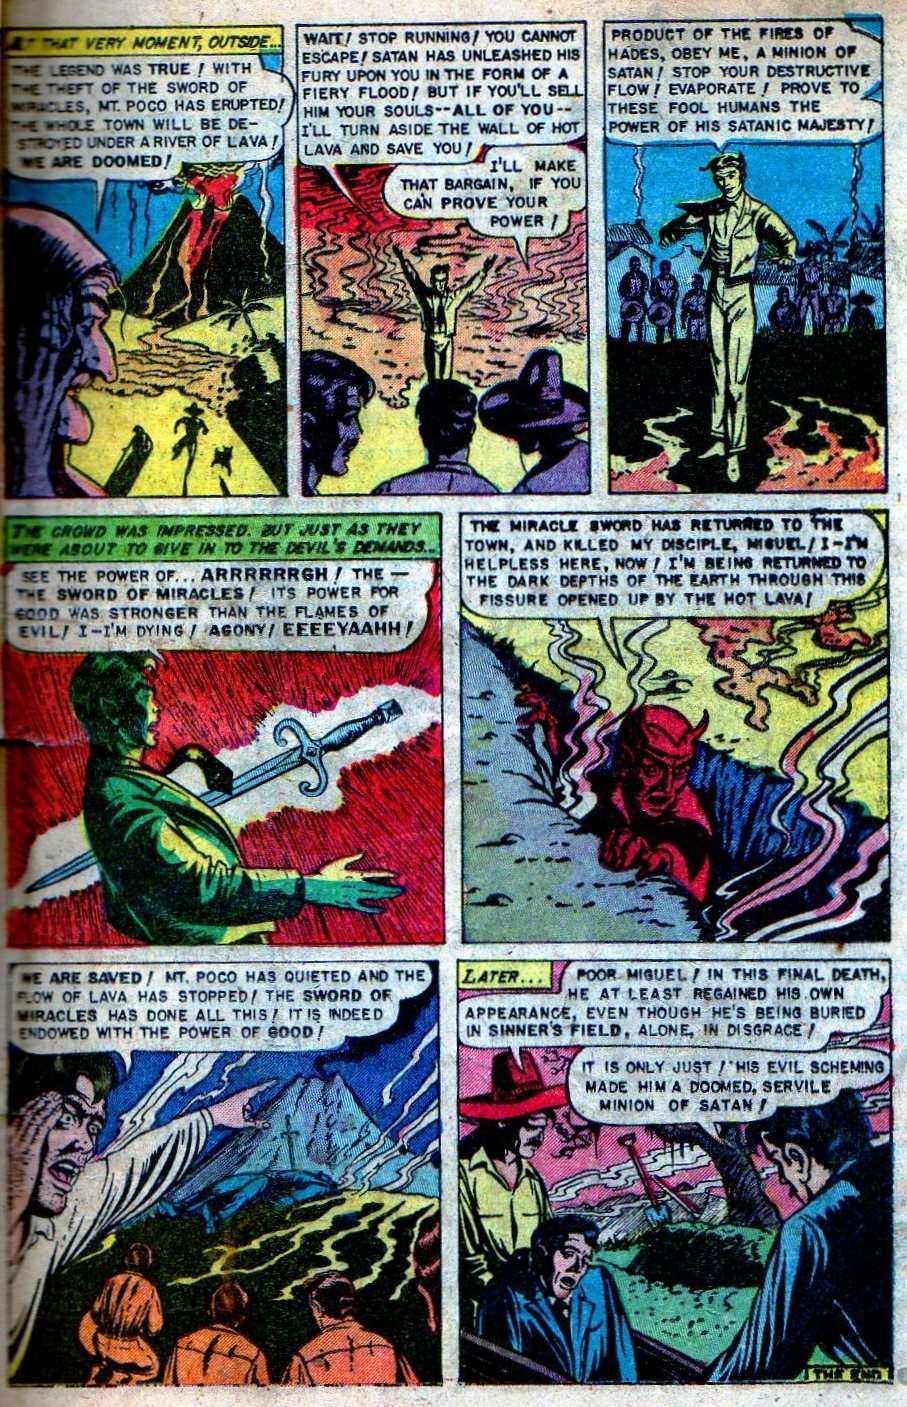 AT THAT VERY MOMENT, OUTSIDE...
THE LEGEND WAS TRUE! WITH
THE THEFT OF THE SWORD OF
MIRACLES, MT. POCO HAS ERUPTED!
THE WHOLE TOWN WILL BE DE-
STROYED UNDER A RIVER OF LAVA!
WE ARE DOOMED!
WAIT! STOP RUNNING! YOU CANNOT
ESCAPE! SATAN HAS UNLEASHED HIS
FURY UPON YOU IN THE FORM OF A
FIERY FLOOD! BUT IF YOU'LL SELL
HIM YOUR SOULS--ALL OF YOU--
I'LL TURN ASIDE THE WALL OF HOT
LAVA AND SAVE YOU!
I'LL MAKE
THAT BARGAIN, IF YOU
CAN PROVE YOUR
POWER!
PRODUCT OF THE FIRES OF
HADES, OBEY ME, A MINION OF
SATAN! STOP YOUR DESTRUCTIVE
FLOW! EVAPORATE! PROVE TO
THESE FOOL HUMANS THE
POWER OF HIS SATANIC MAJESTY!
THE CROWD WAS IMPRESSED. BUT JUST AS THEY
WERE ABOUT TO GIVE IN TO THE DEVIL'S DEMANDS...
SEE THE POWER OF... ARRRRRRGH! THE —
THE SWORD OF MIRACLES! ITS POWER FOR
GOOD WAS STRONGER THAN THE FLAMES OF
EVIL! I-I'M DYING! AGONY! EEEEYAAHH!
THE MIRACLE SWORD HAS RETURNED TO THE
TOWN, AND KILLED MY DISCIPLE, MIGUEL! I-I'M
HELPLESS HERE, NOW! I'M BEING RETURNED TO
THE DARK DEPTHS OF THE EARTH THROUGH THIS
FISSURE OPENED UP BY THE HOT LAVA!
WE ARE SAVED! MT. POCO HAS QUIETED AND THE
FLOW OF LAVA HAS STOPPED! THE SWORD OF
MIRACLES HAS DONE ALL THIS! IT IS INDEED
ENDOWED WITH THE POWER OF GOOD!
LATER...
POOR MIGUEL! IN THIS FINAL DEATH,
HE AT LEAST REGAINED HIS OWN
APPEARANCE, EVEN THOUGH HE'S BEING BURIED
IN SINNER'S FIELD, ALONE, IN DISGRACE!
IT IS ONLY JUST! HIS EVIL SCHEMING
MADE HIM A DOOMED, SERVILE
MINION OF SATAN!
THE END